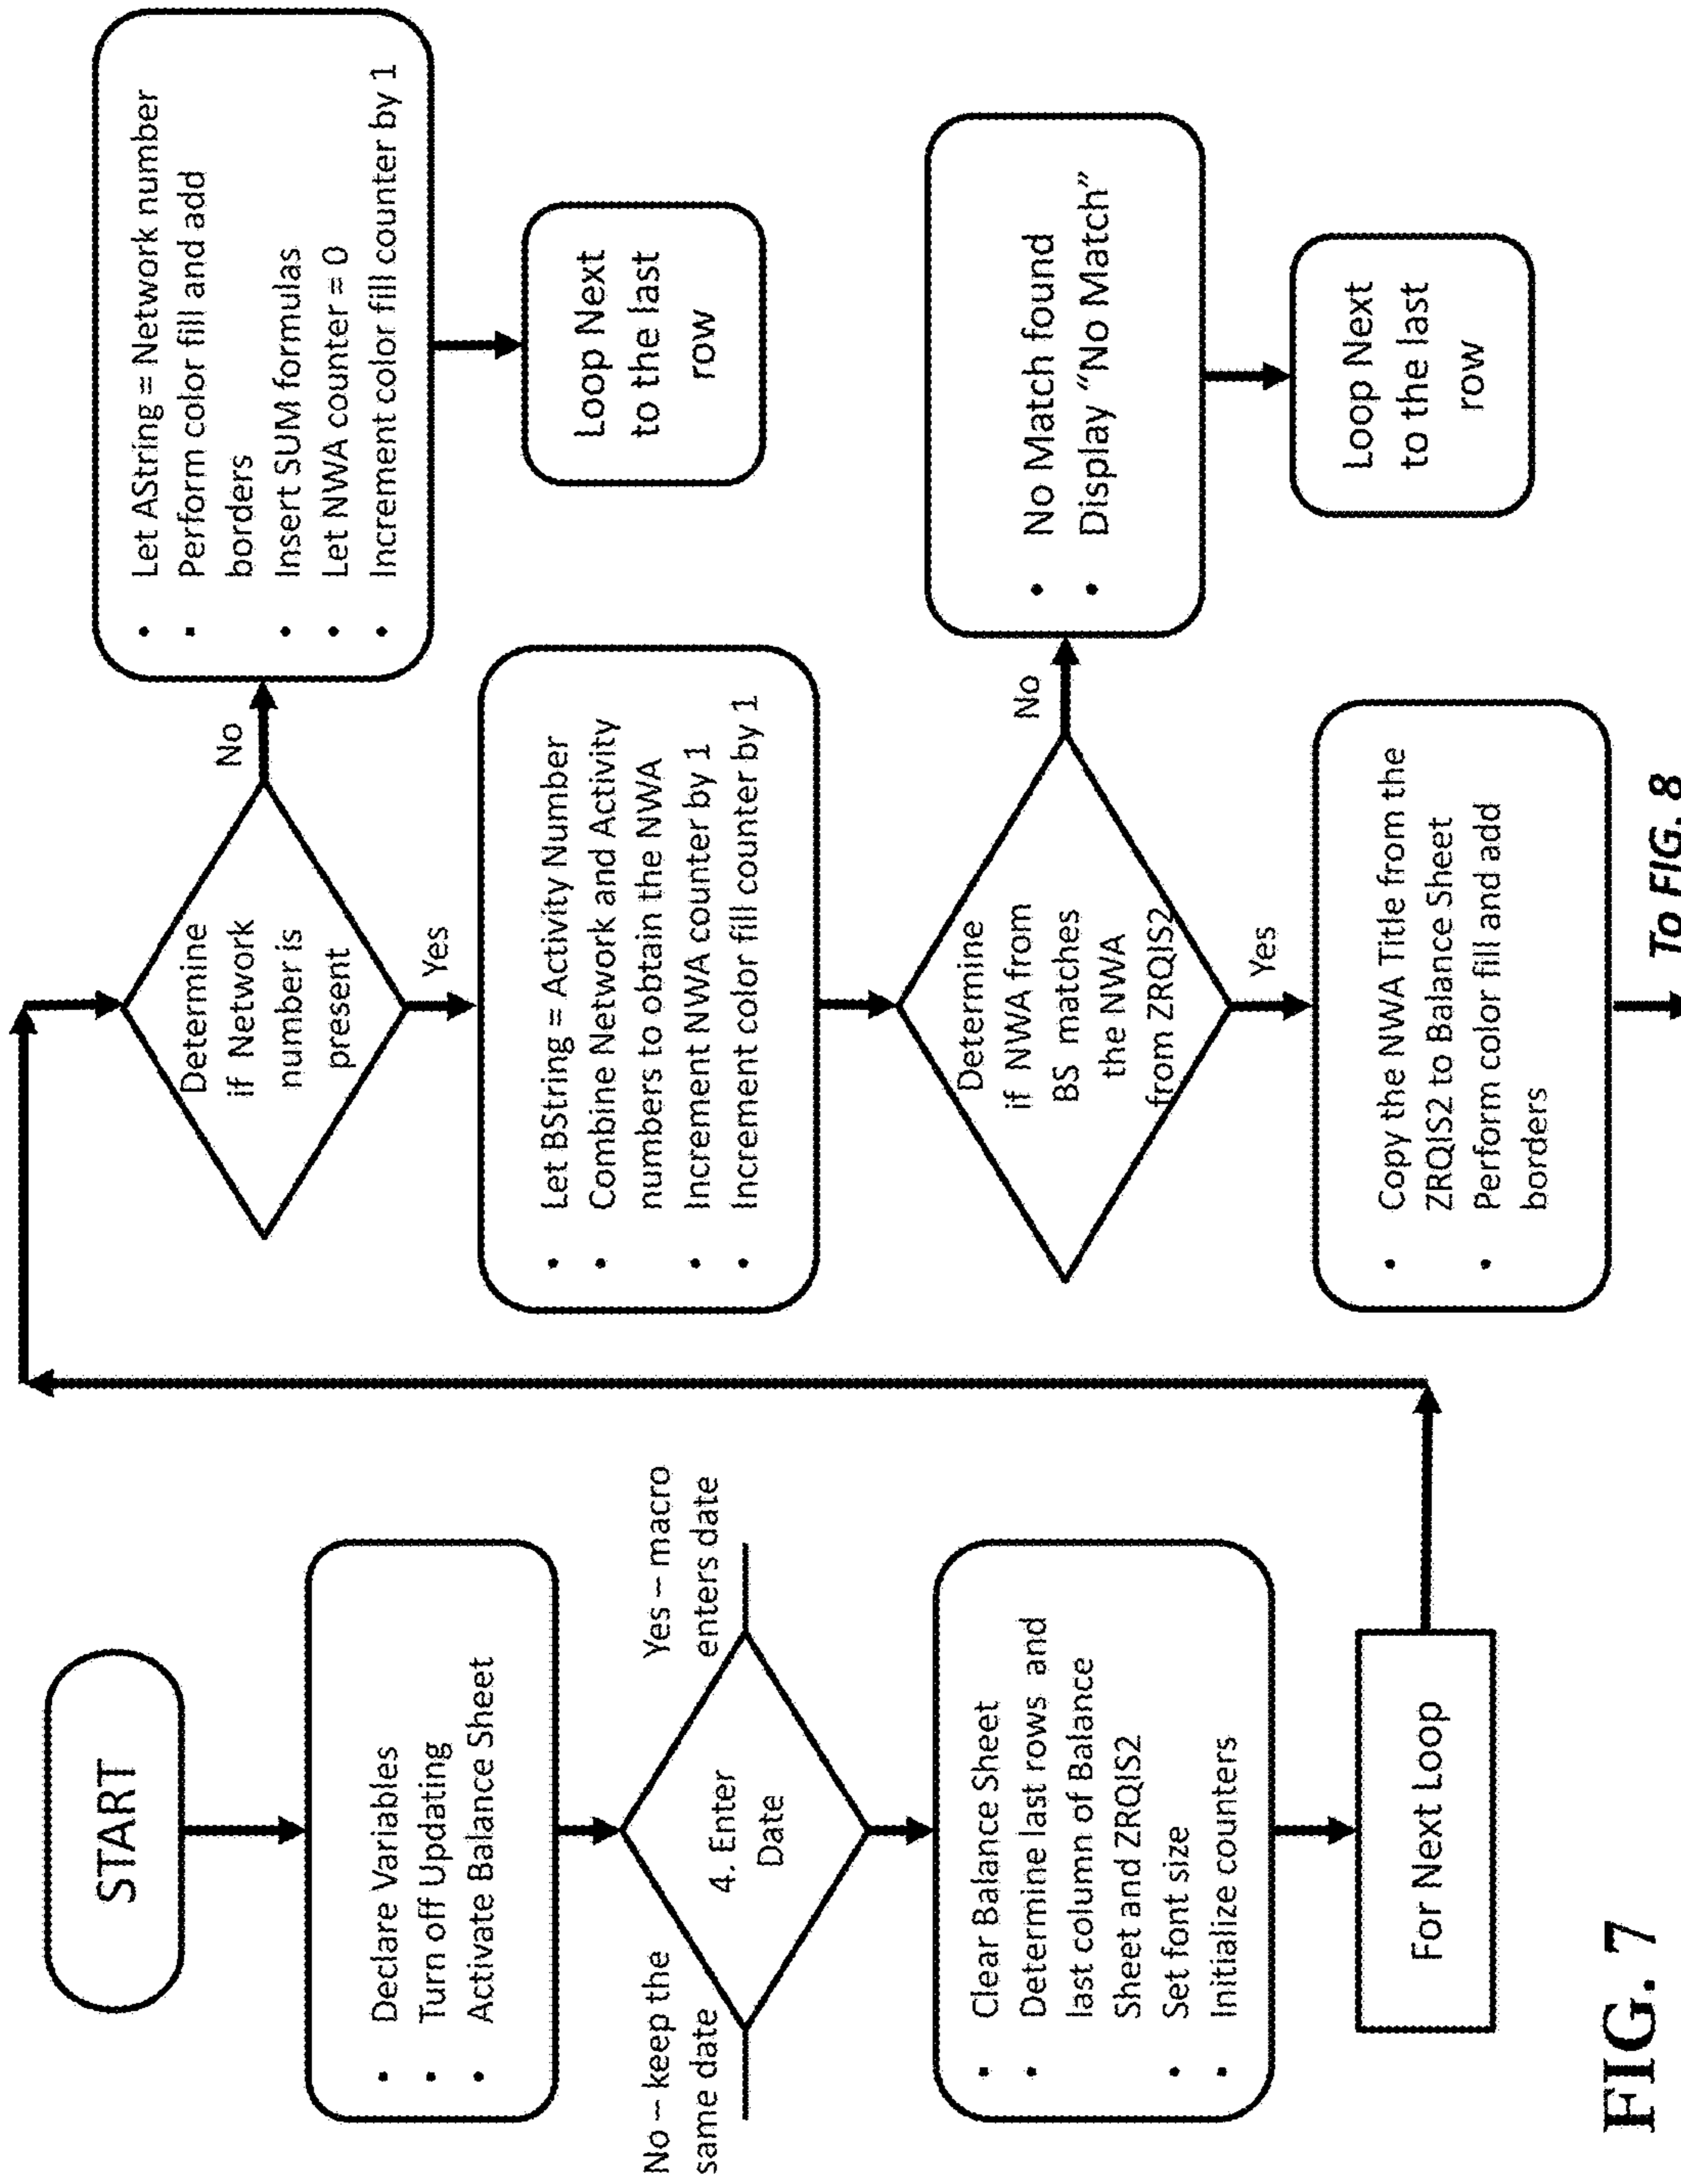 START
• Declare Variables
• Turn off Updating
• Activate Balance Sheet
4. Enter
Date
No – keep the
same date
Yes – macro
enters date
• Clear Balance Sheet
• Determine last rows and
last column of Balance
Sheet and ZRQIS2
• Set font size
• Initialize counters
For Next Loop
Determine
if Network
number is
present
No
• Let AString = Network number
• Perform color fill and add
borders
• Insert SUM formulas
• Let NWA counter = 0
• Increment color fill counter by 1
Loop Next
to the last
row
Yes
• Let BString = Activity Number
• Combine Network and Activity
numbers to obtain the NWA
• Increment NWA counter by 1
• Increment color fill counter by 1
Determine
if NWA from
BS matches
the NWA
from ZRQIS2
No
• No Match found
• Display “No Match”
Loop Next
to the last
row
Yes
• Copy the NWA Title from the
ZRQIS2 to Balance Sheet
• Perform color fill and add
borders
To FIG. 8
FIG. 7